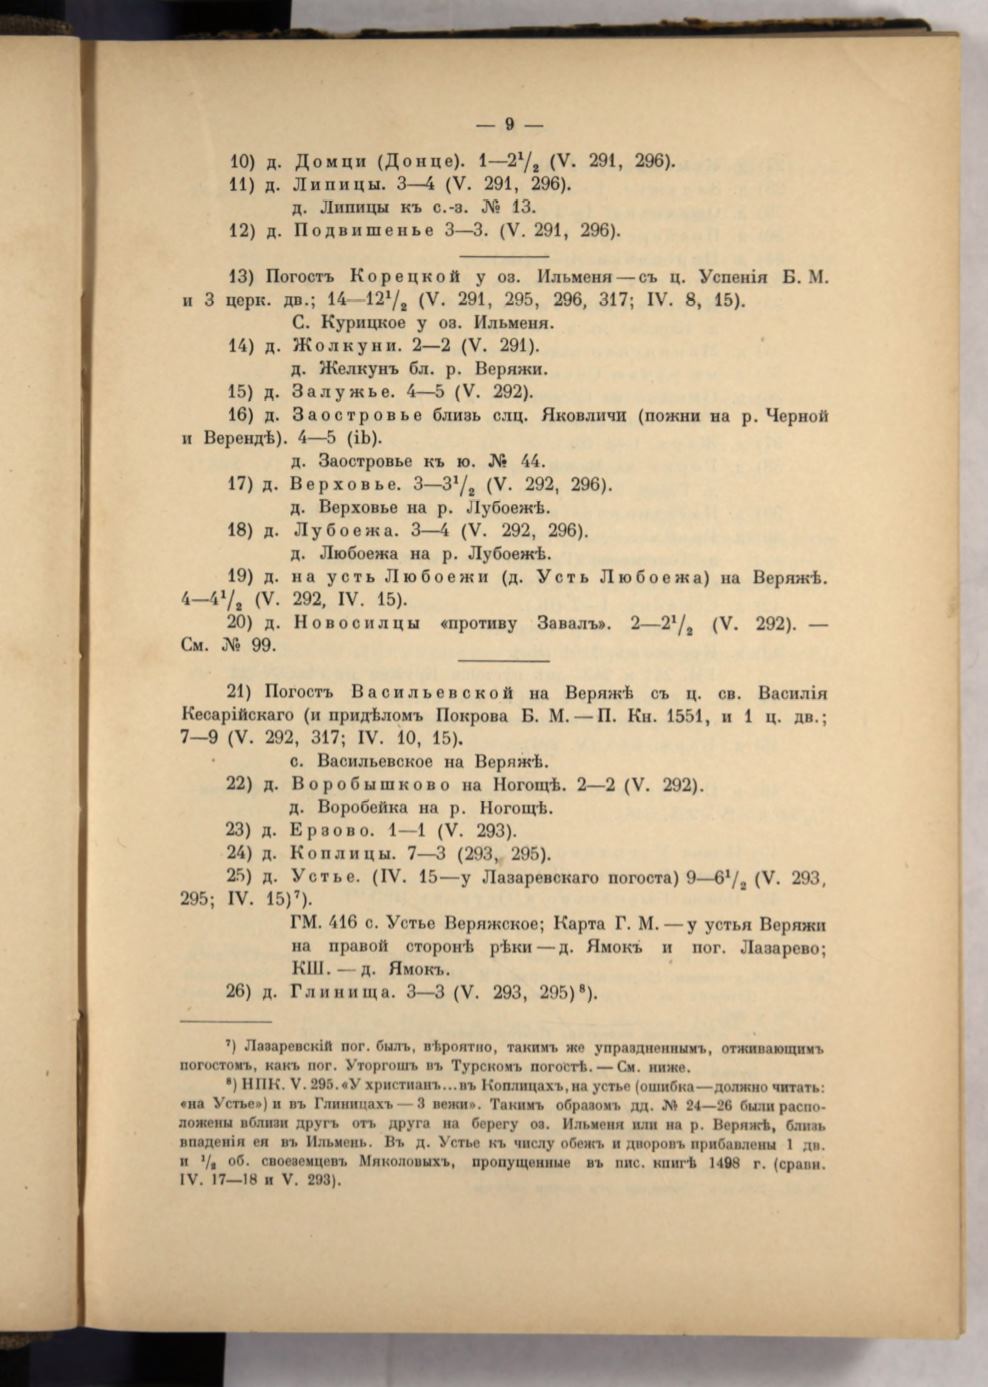 — 9 —
10) д. Домци (Донце). 1—2¹/₂ (V. 291, 296).
11) д. Липицы. 3—4 (V. 291, 296).
д. Липицы къ с.-з. № 13.
12) д. Подвишенье 3—3. (V. 291, 296).
13) Погостъ Корецкой у оз. Ильменя — съ ц. Успенія Б. М.
и 3 церк. дв.; 14—12¹/₂ (V. 291, 295, 296, 317; IV. 8, 15).
С. Курицкое у оз. Ильменя.
14) д. Жолкуни. 2—2 (V. 291).
д. Желкунъ бл. р. Веряжи.
15) д. Залужье. 4—5 (V. 292).
16) д. Заостровье близь слц. Яковличи (пожни на р. Черной
и Верендѣ). 4—5 (ib).
д. Заостровье къ ю. № 44.
17) д. Верховье. 3—3¹/₂ (V. 292, 296).
д. Верховье на р. Лубоежѣ.
18) д. Лубоежа. 3—4 (V. 292, 296).
д. Любоежа на р. Лубоежѣ.
19) д. на усть Любоежи (д. Усть Любоежа) на Веряжѣ.
4—4¹/₂ (V. 292, IV. 15).
20) д. Новосилцы «противу Завалъ». 2—2¹/₂ (V. 292). —
См. № 99.
21) Погостъ Васильевской на Веряжѣ съ ц. св. Василія
Кесарійскаго (и придѣломъ Покрова Б. М. — П. Кн. 1551, и 1 ц. дв.;
7—9 (V. 292, 317; IV. 10, 15).
с. Васильевское на Веряжѣ.
22) д. Воробышково на Ногощѣ. 2—2 (V. 292).
д. Воробейка на р. Ногощѣ.
23) д. Ерзово. 1—1 (V. 293).
24) д. Коплицы. 7—3 (293, 295).
25) д. Устье. (IV. 15—у Лазаревскаго погоста) 9—6¹/₂ (V. 293,
295; IV. 15)⁷).
ГМ. 416 с. Устье Веряжское; Карта Г. М. — у устья Веряжи
на правой сторонѣ рѣки — д. Ямокъ и пог. Лазарево;
КШ. — д. Ямокъ.
26) д. Глинища. 3—3 (V. 293, 295)⁸).
⁷) Лазаревскій пог. былъ, вѣроятно, такимъ же упраздненнымъ, отживающимъ
погостомъ, какъ пог. Уторгошъ въ Турскомъ погостѣ. — См. ниже.
⁸) НПК. V. 295. «У христианъ...въ Коплицахъ, на устье (ошибка—должно читать:
«на Устье») и въ Глиницахъ — 3 вежи». Такимъ образомъ дд. № 24—26 были распо-
ложены вблизи другъ отъ друга на берегу оз. Ильменя или на р. Веряжѣ, близь
впаденія ея въ Ильмень. Въ д. Устье къ числу обежъ и дворовъ прибавлены 1 дв.
и ¹/₂ об. своеземцевъ Мяколовыхъ, пропущенные въ пис. книгѣ 1498 г. (сравн.
IV. 17—18 и V. 293).